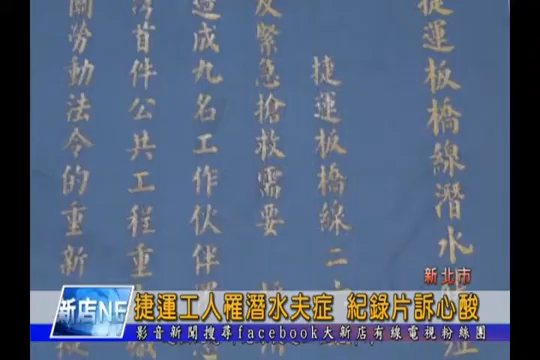 捷運板橋線潛水
捷運板橋線二
及緊急搶救需要
造成九名工作伙伴
灣首件公共工程重
關勞動法令的重新
新北市
新店NE
捷運工人罹潛水夫症 紀錄片訴心酸
影音新聞搜尋facebook大新店有線電視粉絲團